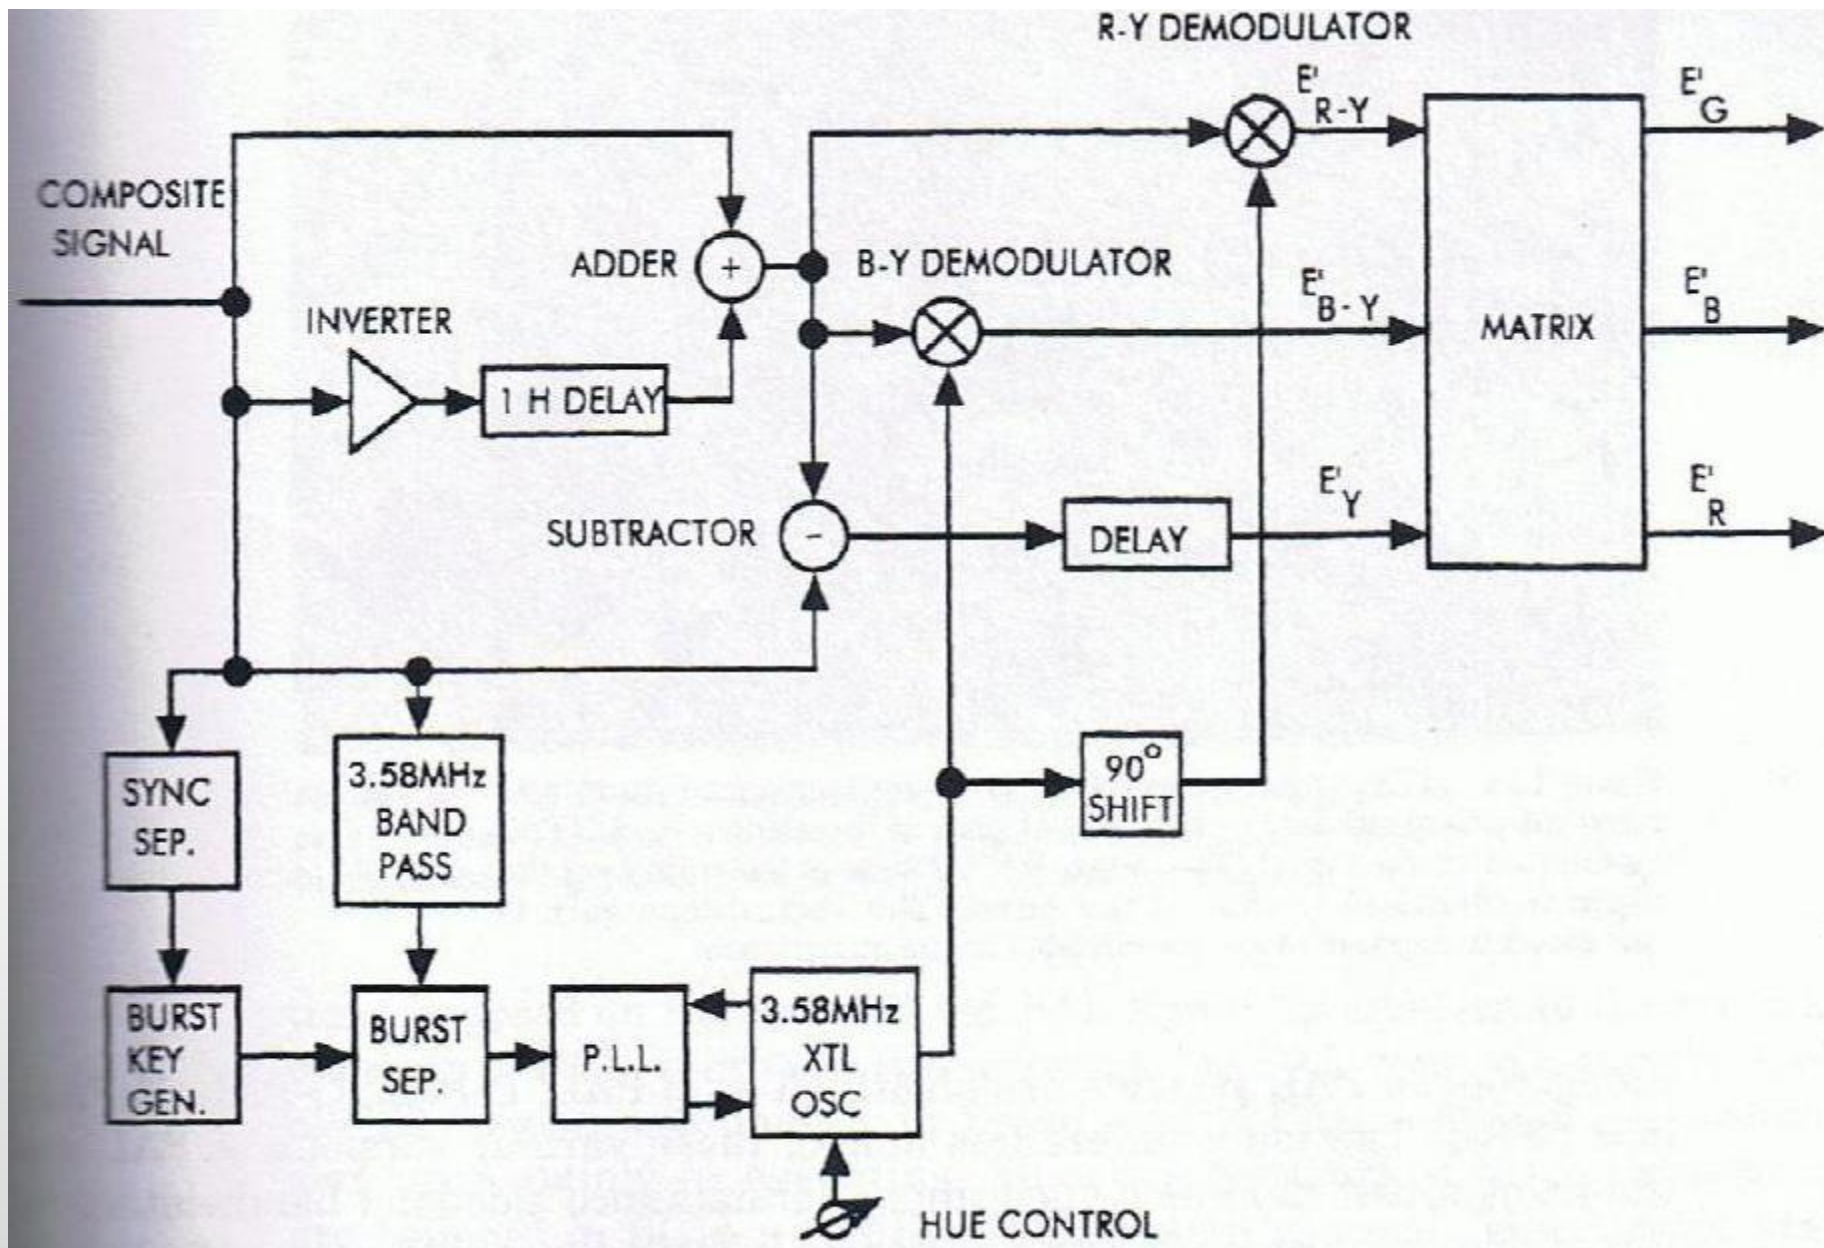 R-Y DEMODULATOR
E'
R-Y
E'
G
COMPOSITE
SIGNAL
ADDER
+
B-Y DEMODULATOR
E'
B-Y
E'
B
INVERTER
MATRIX
1 H DELAY
SUBTRACTOR
-
DELAY
E'
Y
E'
R
SYNC
SEP.
3.58MHz
BAND
PASS
90°
SHIFT
BURST
KEY
GEN.
BURST
SEP.
P.L.L.
3.58MHz
XTL
OSC
HUE CONTROL